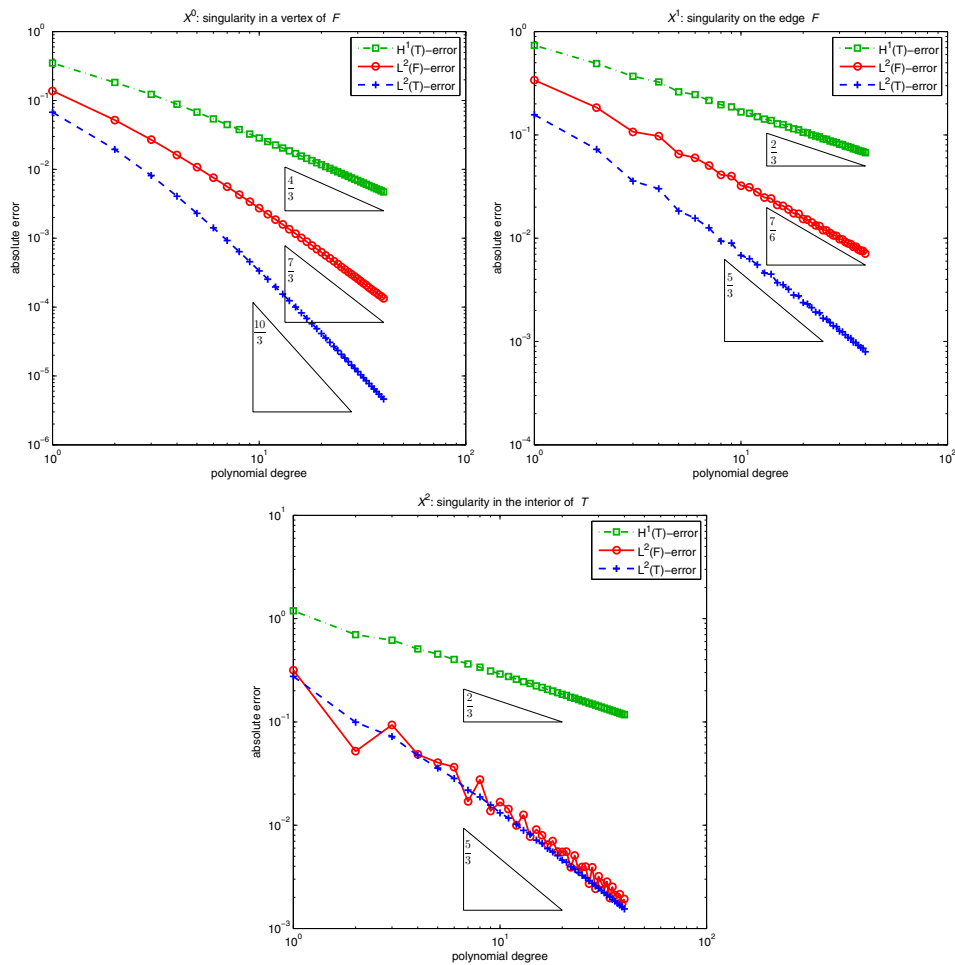 X⁰: singularity in a vertex of F
10⁰
10⁻¹
10⁻²
10⁻³
10⁻⁴
10⁻⁵
10⁻⁶
absolute error
H¹(T)−error
L²(F)−error
L²(T)−error
4/3
7/3
10/3
10⁰
10¹
10²
polynomial degree
X¹: singularity on the edge F
10⁰
10⁻¹
10⁻²
10⁻³
10⁻⁴
absolute error
H¹(T)−error
L²(F)−error
L²(T)−error
2/3
7/6
5/3
10⁰
10¹
10²
polynomial degree
X²: singularity in the interior of T
10¹
10⁰
10⁻¹
10⁻²
10⁻³
absolute error
H¹(T)−error
L²(F)−error
L²(T)−error
2/3
5/3
10⁰
10¹
10²
polynomial degree